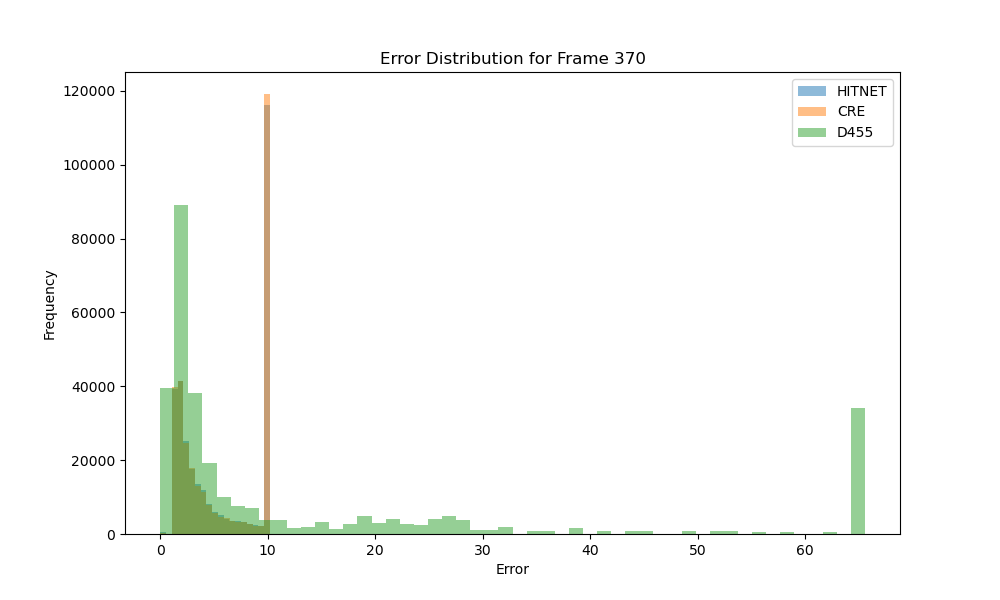 Error Distribution for Frame 370
HITNET
CRE
D455
120000
100000
80000
60000
40000
20000
0
Frequency
0 10 20 30 40 50 60
Error